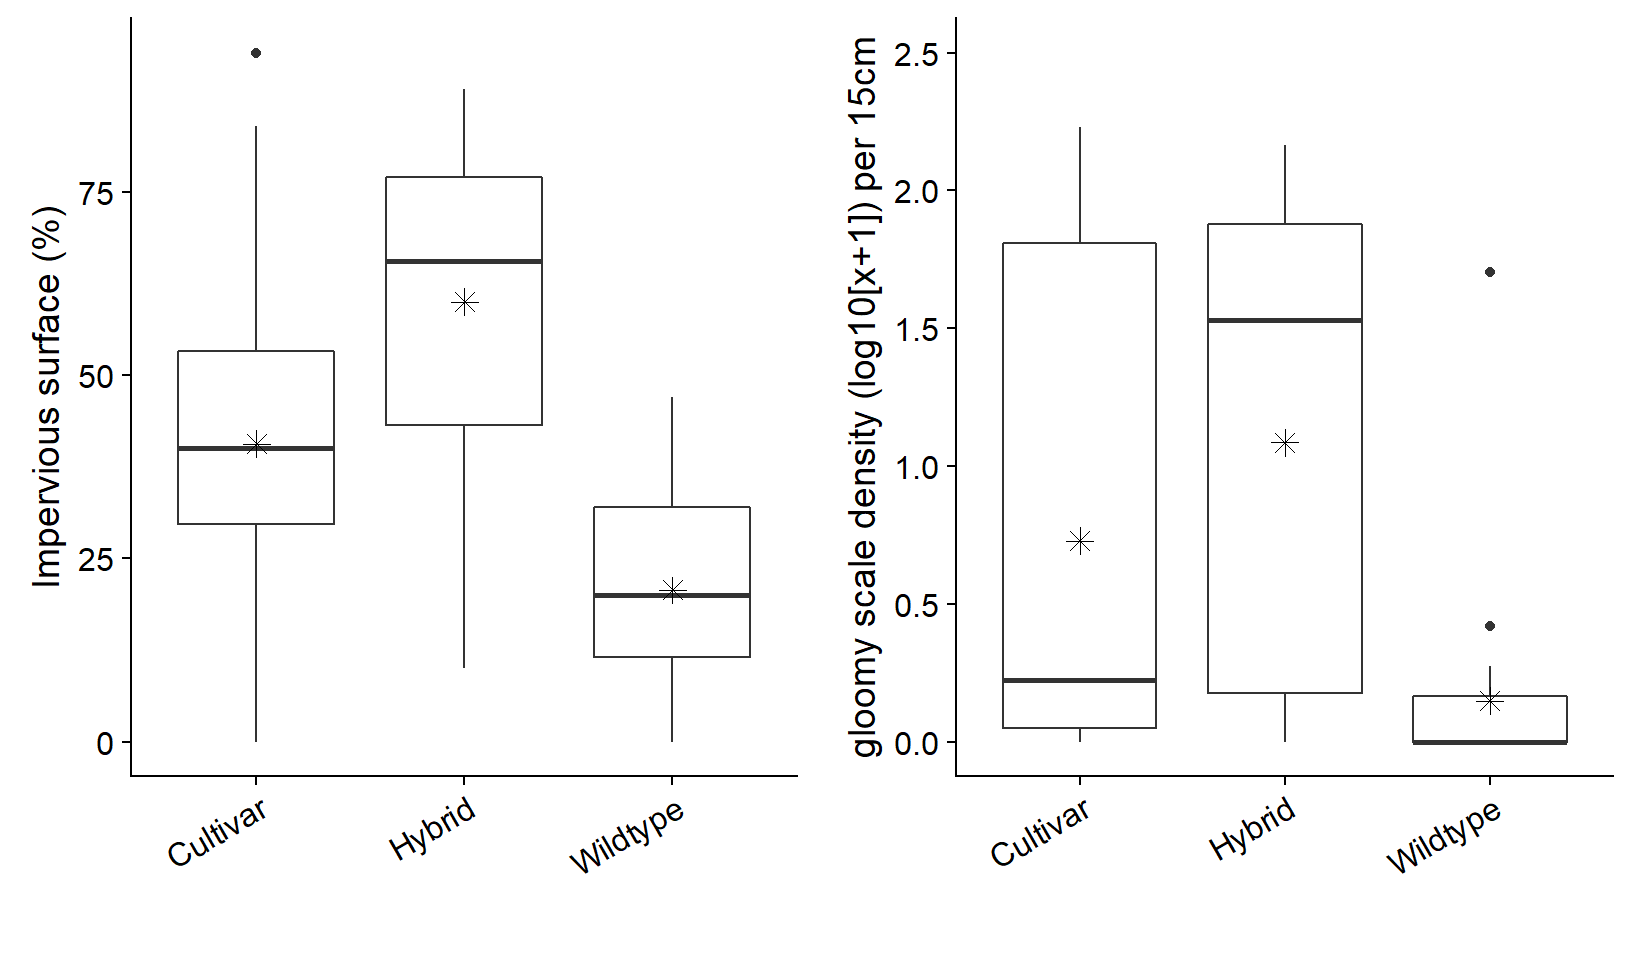 Impervious surface (%)
75
50
25
0
Cultivar
Hybrid
Wildtype
gloomy scale density (log10[x+1]) per 15cm
2.5
2.0
1.5
1.0
0.5
0.0
Cultivar
Hybrid
Wildtype